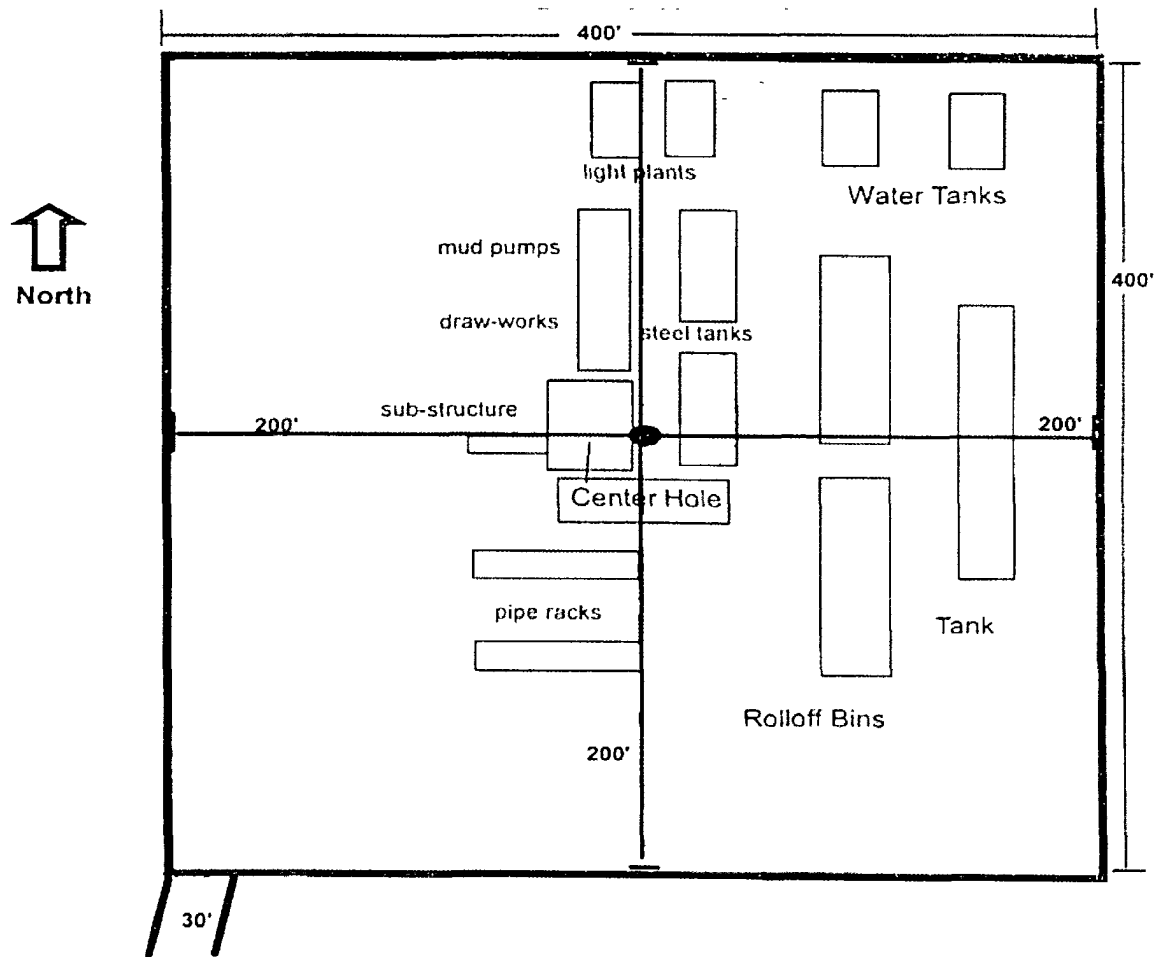 400'
light plants
Water Tanks
mud pumps
North
400'
draw-works
steel tanks
sub-structure
200'
200'
Center Hole
pipe racks
Tank
Rolloff Bins
200'
30'